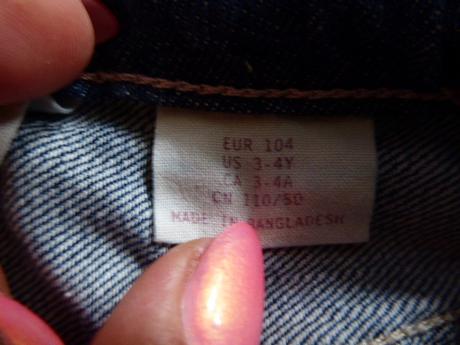 EUR 104
US 3-4Y
CA 3-4A
CN 110/50
MADE IN BANGLADESH